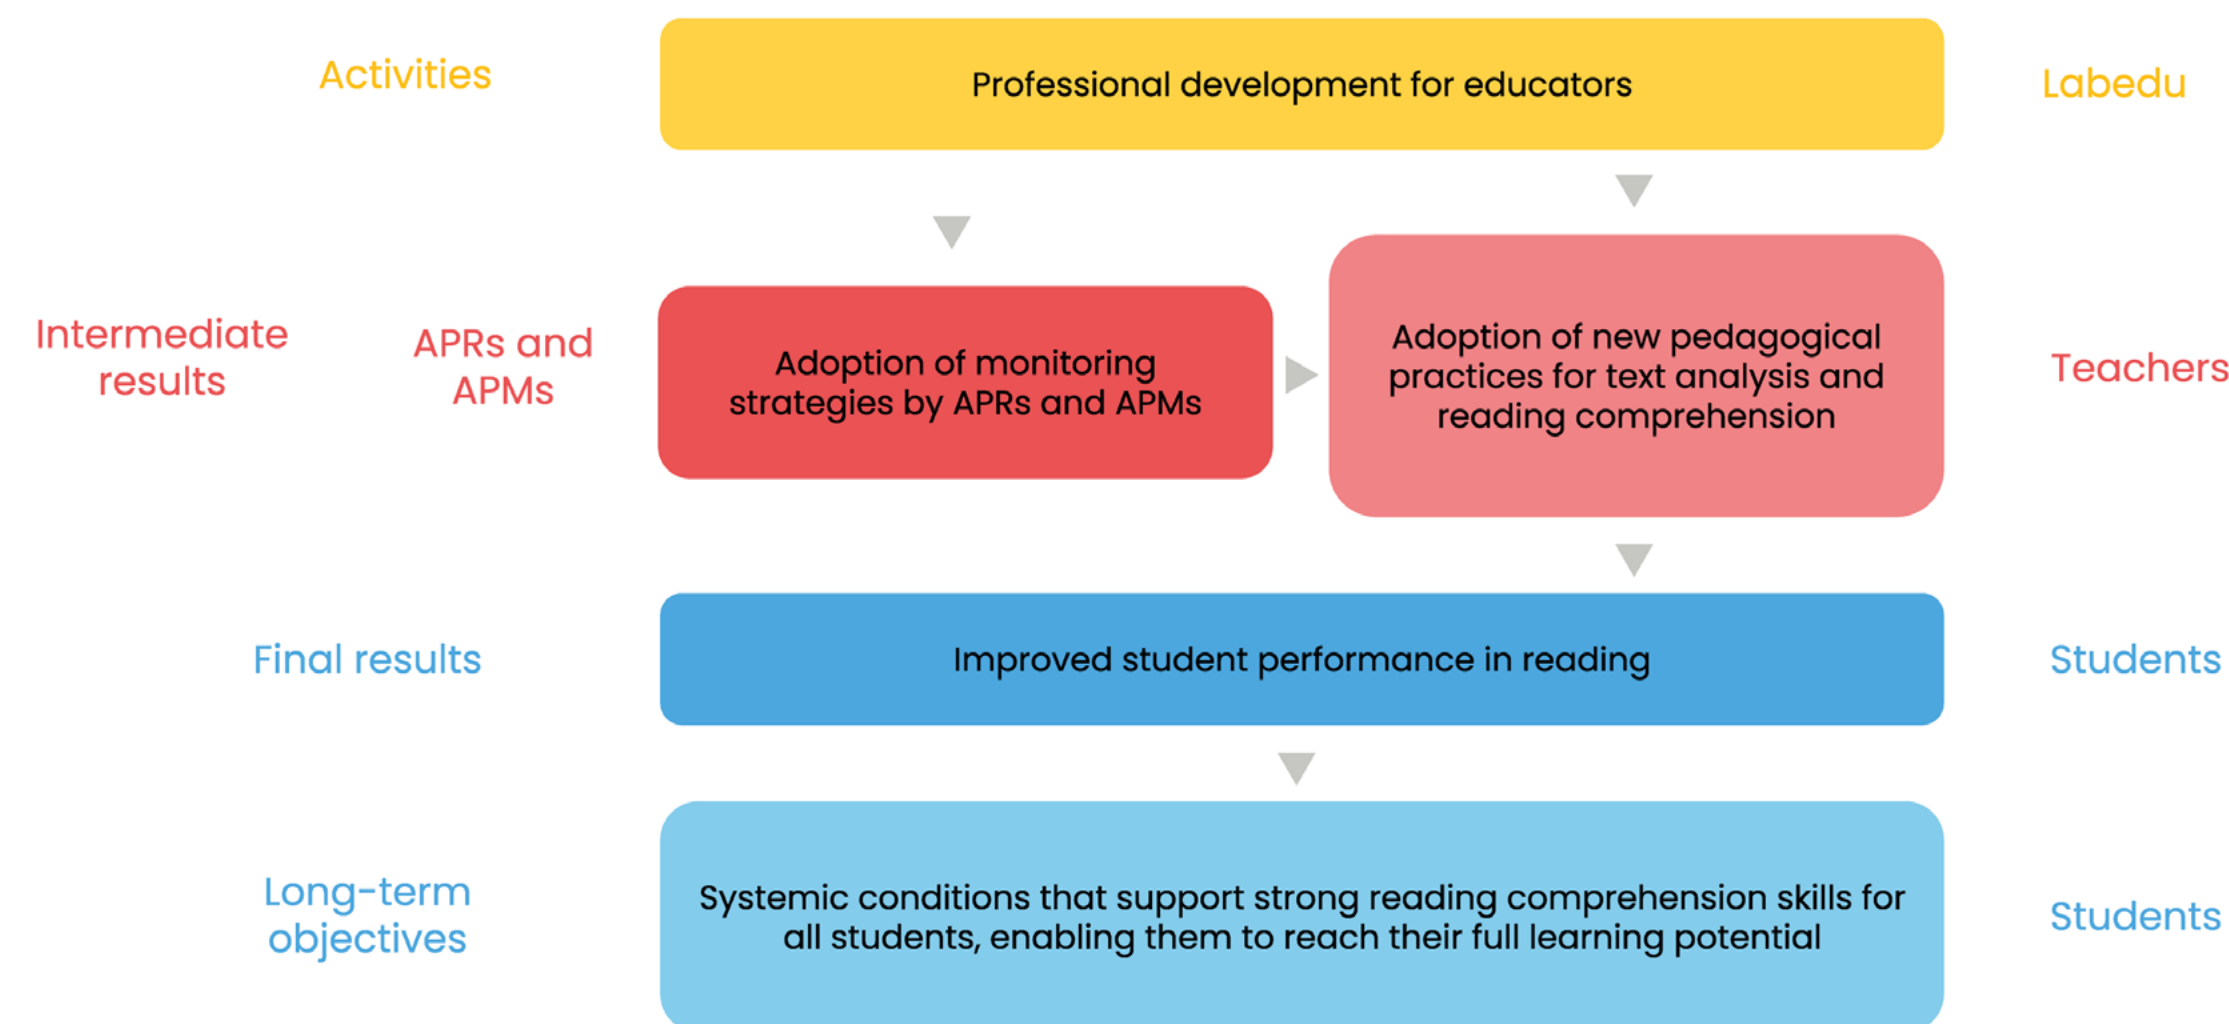 Activities
Professional development for educators
Labedu
Intermediate
results
APRs and
APMs
Adoption of monitoring
strategies by APRs and APMs
Adoption of new pedagogical
practices for text analysis and
reading comprehension
Teachers
Final results
Improved student performance in reading
Students
Long-term
objectives
Systemic conditions that support strong reading comprehension skills for
all students, enabling them to reach their full learning potential
Students